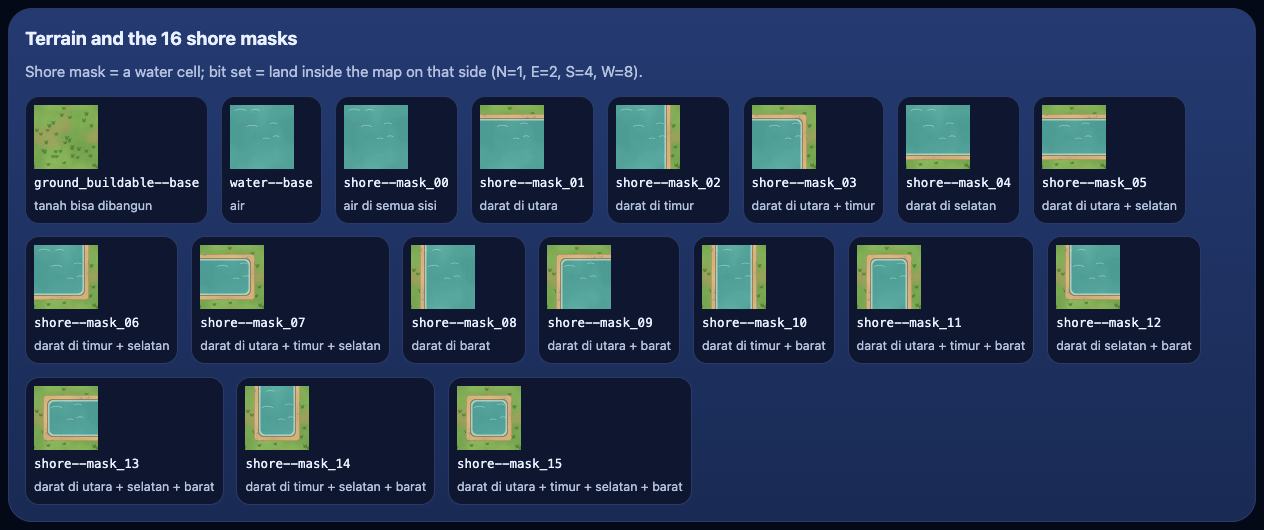 Terrain and the 16 shore masks
Shore mask = a water cell; bit set = land inside the map on that side (N=1, E=2, S=4, W=8).
ground_buildable--base
tanah bisa dibangun
water--base
air
shore--mask_00
air di semua sisi
shore--mask_01
darat di utara
shore--mask_02
darat di timur
shore--mask_03
darat di utara + timur
shore--mask_04
darat di selatan
shore--mask_05
darat di utara + selatan
shore--mask_06
darat di timur + selatan
shore--mask_07
darat di utara + timur + selatan
shore--mask_08
darat di barat
shore--mask_09
darat di utara + barat
shore--mask_10
darat di timur + barat
shore--mask_11
darat di utara + timur + barat
shore--mask_12
darat di selatan + barat
shore--mask_13
darat di utara + selatan + barat
shore--mask_14
darat di timur + selatan + barat
shore--mask_15
darat di utara + timur + selatan + barat